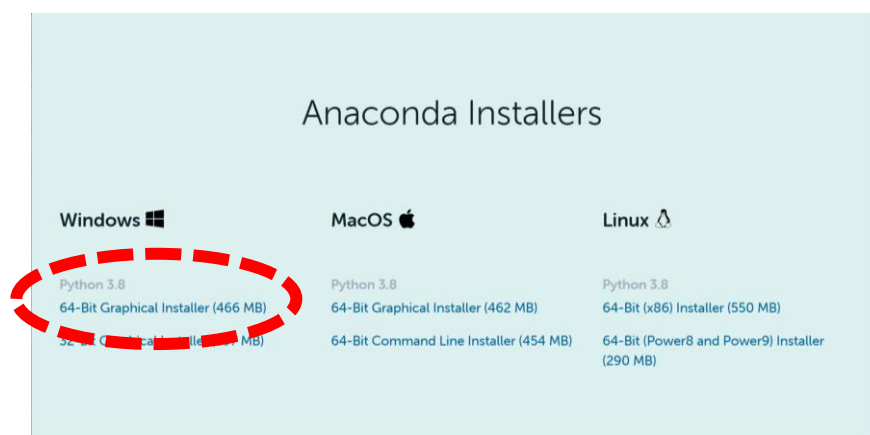 Anaconda Installers
Windows
Python 3.8
64-Bit Graphical Installer (466 MB)
MacOS
Python 3.8
64-Bit Graphical Installer (462 MB)
64-Bit Command Line Installer (454 MB)
Linux
Python 3.8
64-Bit (x86) Installer (550 MB)
64-Bit (Power8 and Power9) Installer
(290 MB)